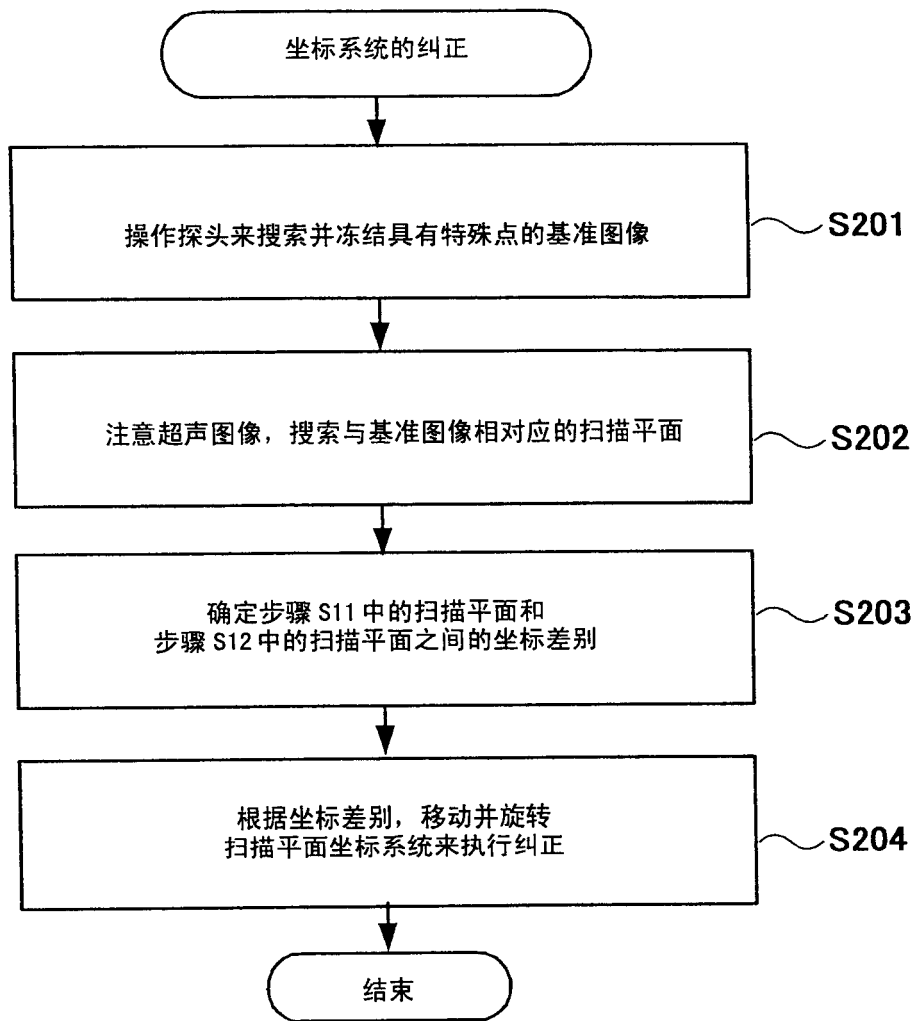 坐标系统的纠正
操作探头来搜索并冻结具有特殊点的基准图像
S201
注意超声图像，搜索与基准图像相对应的扫描平面
S202
确定步骤 S11 中的扫描平面和
步骤 S12 中的扫描平面之间的坐标差别
S203
根据坐标差别，移动并旋转
扫描平面坐标系统来执行纠正
S204
结束